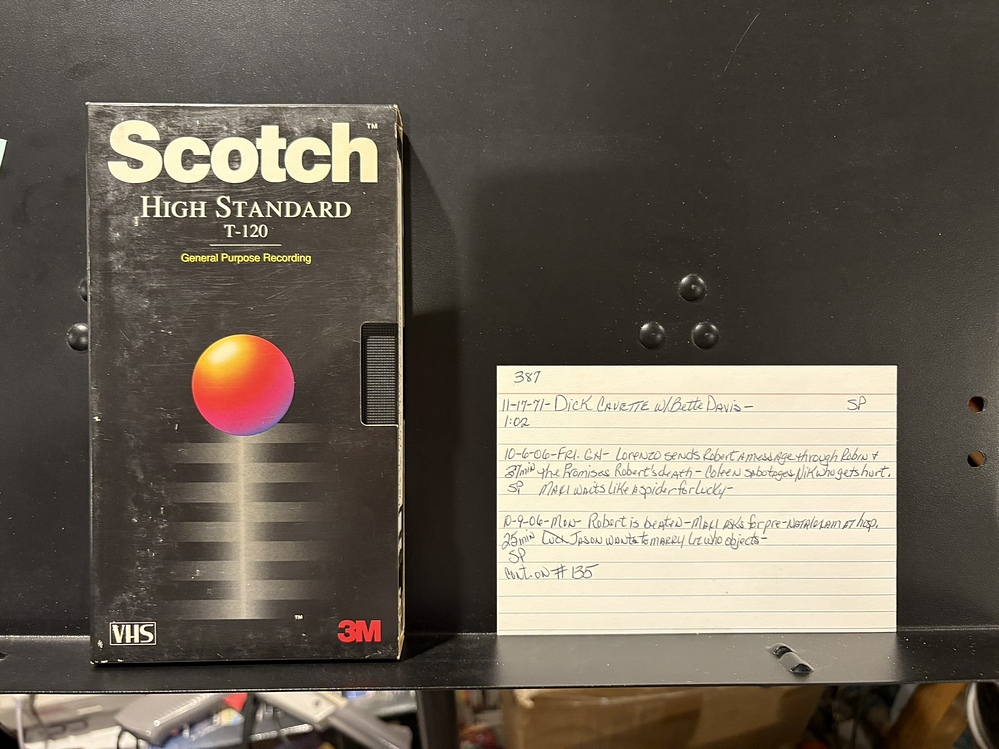 Scotch™
HIGH STANDARD
T-120
General Purpose Recording
™
VHS
3M
387
11-17-71- Dick Cavette w/Bette Davis - SP
1:02
10-6-06-Fri. GH- Lorenzo sends Robert a message through Robin +
37min the Promises Robert's death - Coleen sabotages Nik who gets hurt.
SP Maxi waits like a spider for Lucky-
10-9-06-Mon- Robert is beaten-Maxi asks for pre-natal exam at hosp.
25min Jason wants to marry Liz who objects-
SP
cont. on # 135